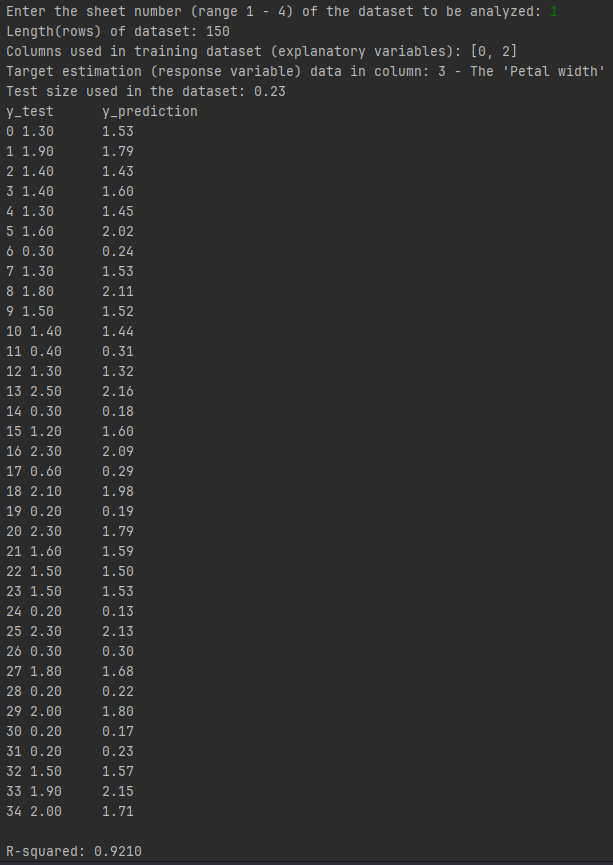 Enter the sheet number (range 1 - 4) of the dataset to be analyzed: 1
Length(rows) of dataset: 150
Columns used in training dataset (explanatory variables): [0, 2]
Target estimation (response variable) data in column: 3 - The 'Petal width'
Test size used in the dataset: 0.23
y_test y_prediction
0 1.30 1.53
1 1.90 1.79
2 1.40 1.43
3 1.40 1.60
4 1.30 1.45
5 1.60 2.02
6 0.30 0.24
7 1.30 1.53
8 1.80 2.11
9 1.50 1.52
10 1.40 1.44
11 0.40 0.31
12 1.30 1.32
13 2.50 2.16
14 0.30 0.18
15 1.20 1.60
16 2.30 2.09
17 0.60 0.29
18 2.10 1.98
19 0.20 0.19
20 2.30 1.79
21 1.60 1.59
22 1.50 1.50
23 1.50 1.53
24 0.20 0.13
25 2.30 2.13
26 0.30 0.30
27 1.80 1.68
28 0.20 0.22
29 2.00 1.80
30 0.20 0.17
31 0.20 0.23
32 1.50 1.57
33 1.90 2.15
34 2.00 1.71
R-squared: 0.9210